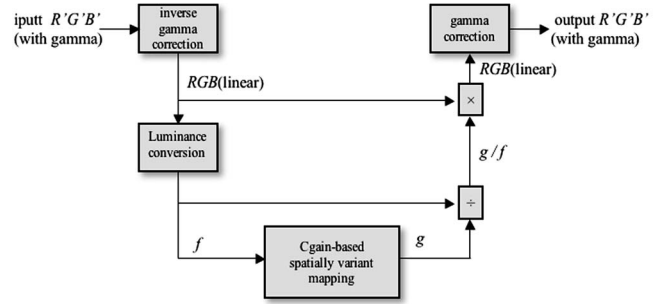 iputt R'G'B'
(with gamma)
inverse
gamma
correction
gamma
correction
output R'G'B'
(with gamma)
RGB(linear)
RGB(linear)
×
Luminance
conversion
g/f
÷
f
Cgain-based
spatially variant
mapping
g